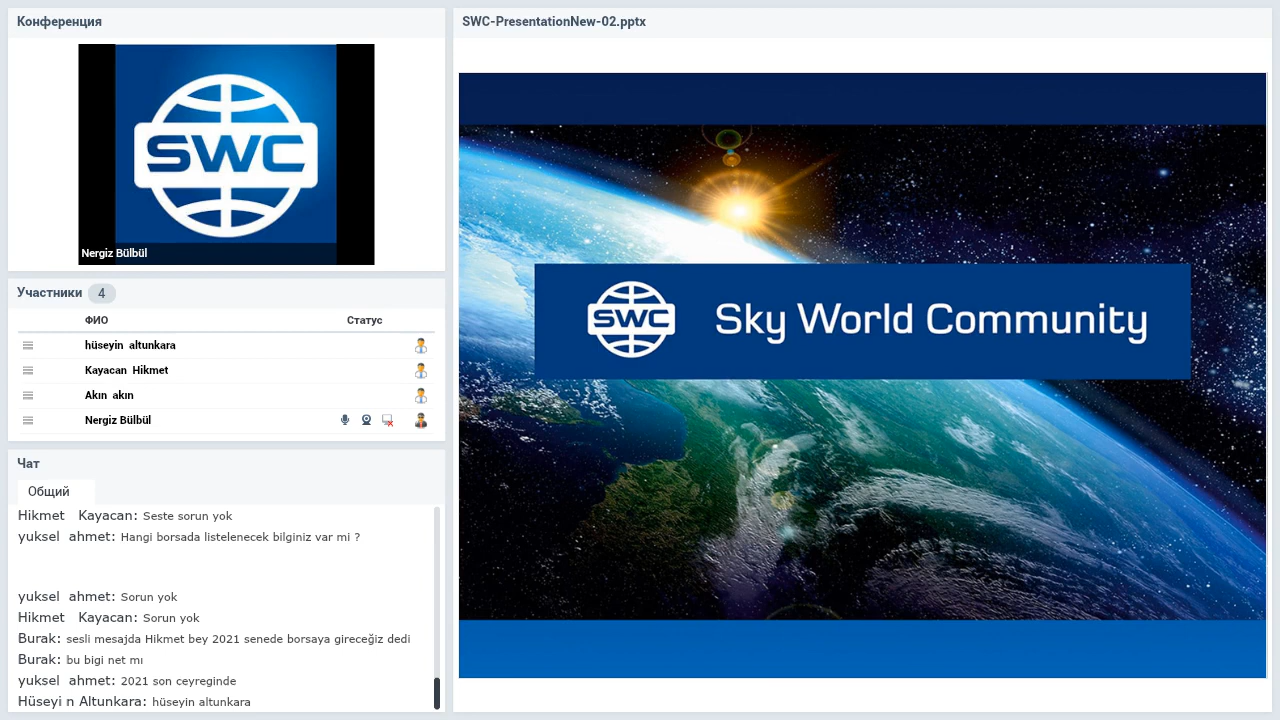 Конференция
SWC
Nergiz Bülbül
Участники 4
ФИО Статус
hüseyin altunkara
Kayacan Hikmet
Akın akın
Nergiz Bülbül
Чат
Общий
Hikmet Kayacan: Seste sorun yok
yuksel ahmet: Hangi borsada listelenecek bilginiz var mi ?
yuksel ahmet: Sorun yok
Hikmet Kayacan: Sorun yok
Burak: sesli mesajda Hikmet bey 2021 senede borsaya gireceğiz dedi
Burak: bu bigi net mı
yuksel ahmet: 2021 son ceyreginde
Hüseyi n Altunkara: hüseyin altunkara
SWC-PresentationNew-02.pptx
SWC Sky World Community